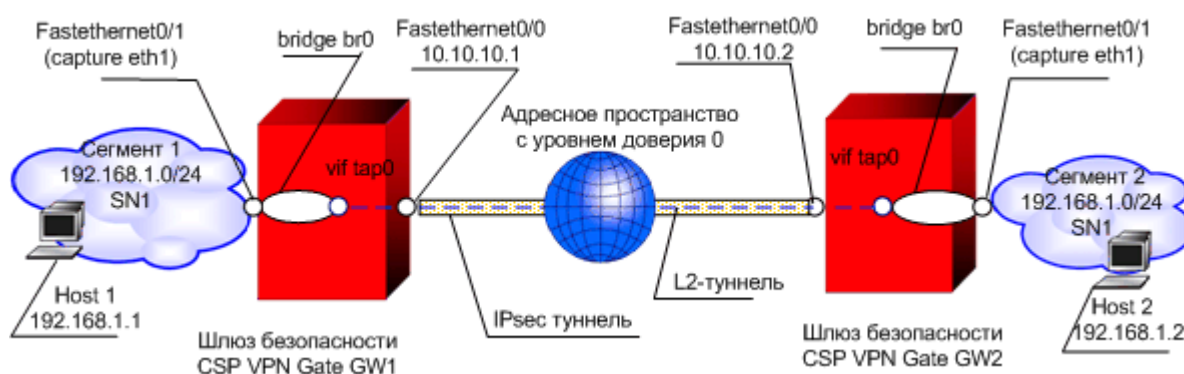 Fastethernet0/1
(capture eth1)
bridge br0
Fastethernet0/0
10.10.10.1
Fastethernet0/0
10.10.10.2
bridge br0
Fastethernet0/1
(capture eth1)
Адресное пространство
с уровнем доверия 0
Сегмент 1
192.168.1.0/24
SN1
vif tap0
vif tap0
Сегмент 2
192.168.1.0/24
SN1
Host 1
192.168.1.1
IPsec туннель
L2-туннель
Host 2
192.168.1.2
Шлюз безопасности
CSP VPN Gate GW1
Шлюз безопасности
CSP VPN Gate GW2